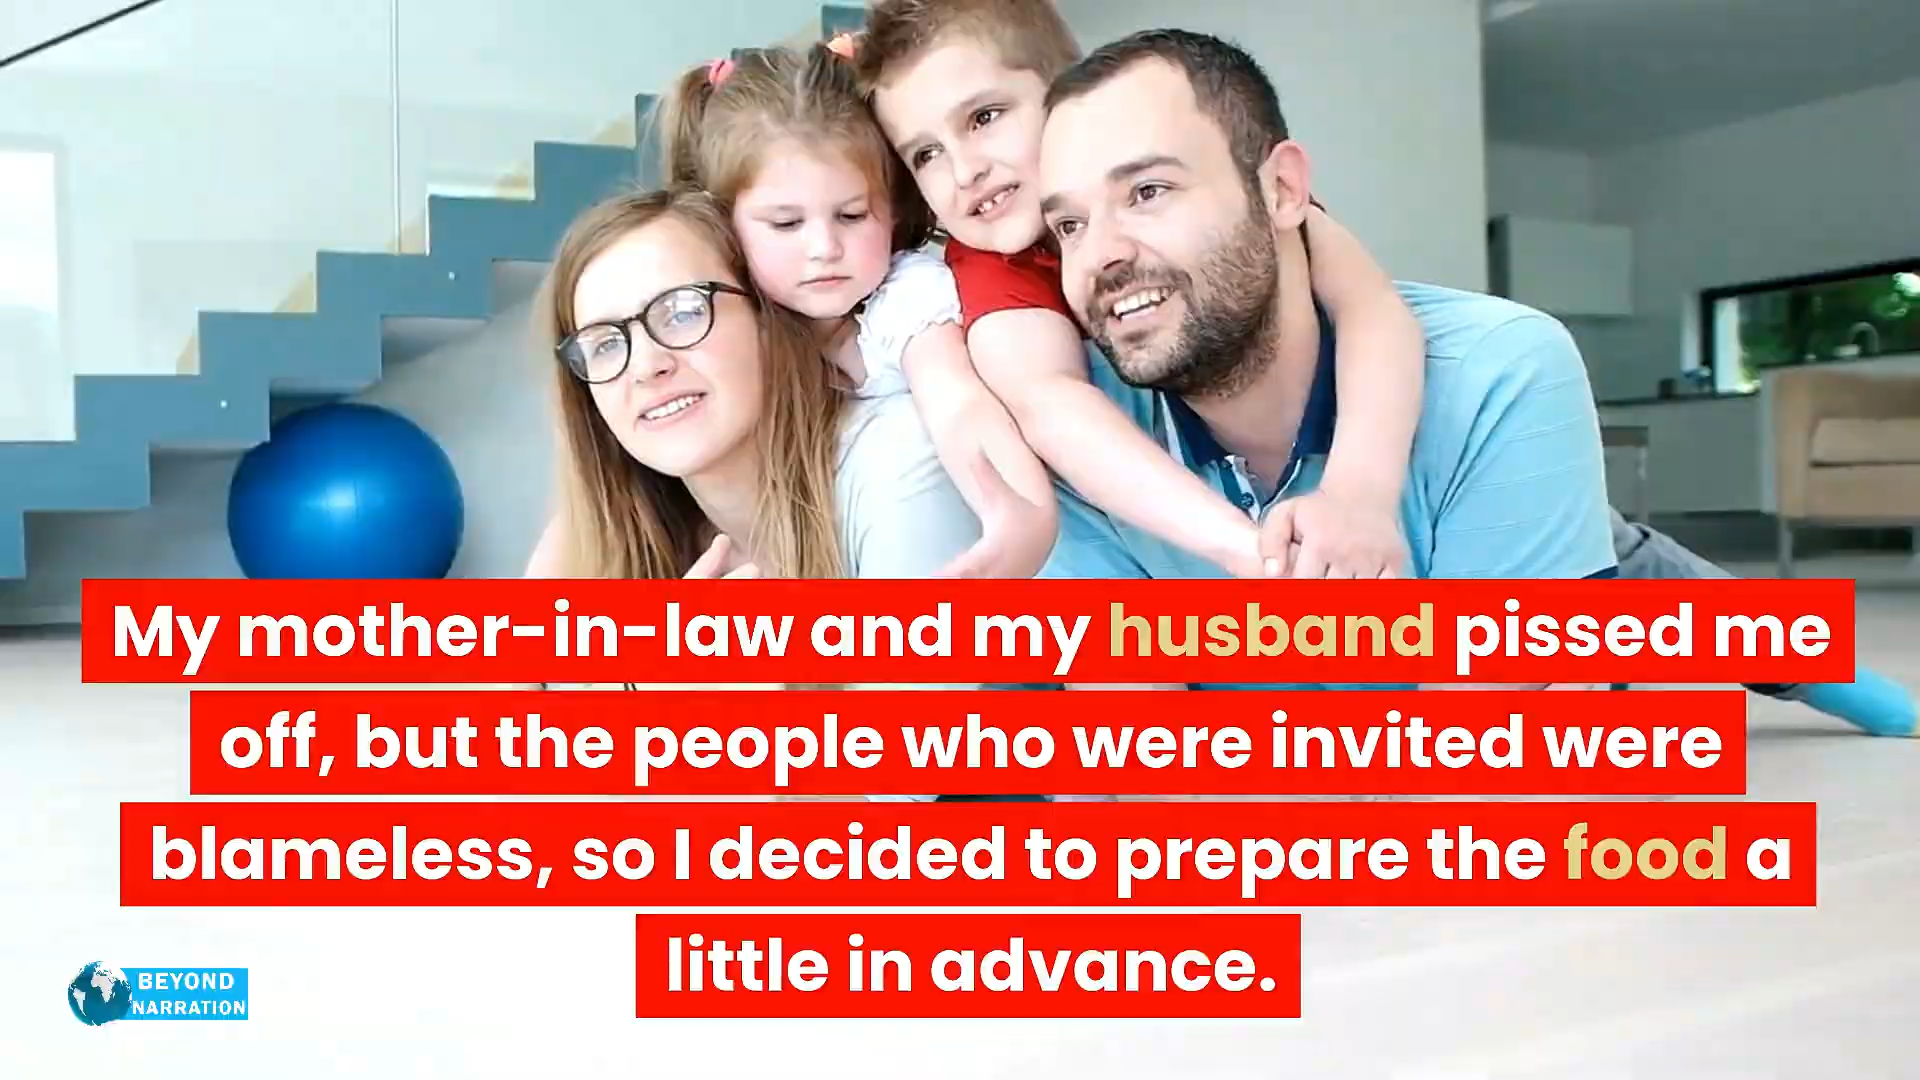 My mother-in-law and my husband pissed me
off, but the people who were invited were
blameless, so I decided to prepare the food a
little in advance.
BEYOND
NARRATION